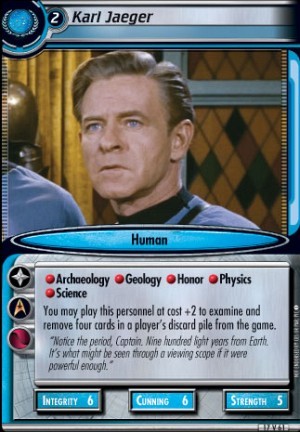 2 Karl Jaeger
Human
Archaeology Geology Honor Physics
Science
You may play this personnel at cost +2 to examine and
remove four cards in a player's discard pile from the game.
"Notice the period, Captain. Nine hundred light years from Earth.
It's what might be seen through a viewing scope if it were
powerful enough."
INTEGRITY 6 CUNNING 6 STRENGTH 5